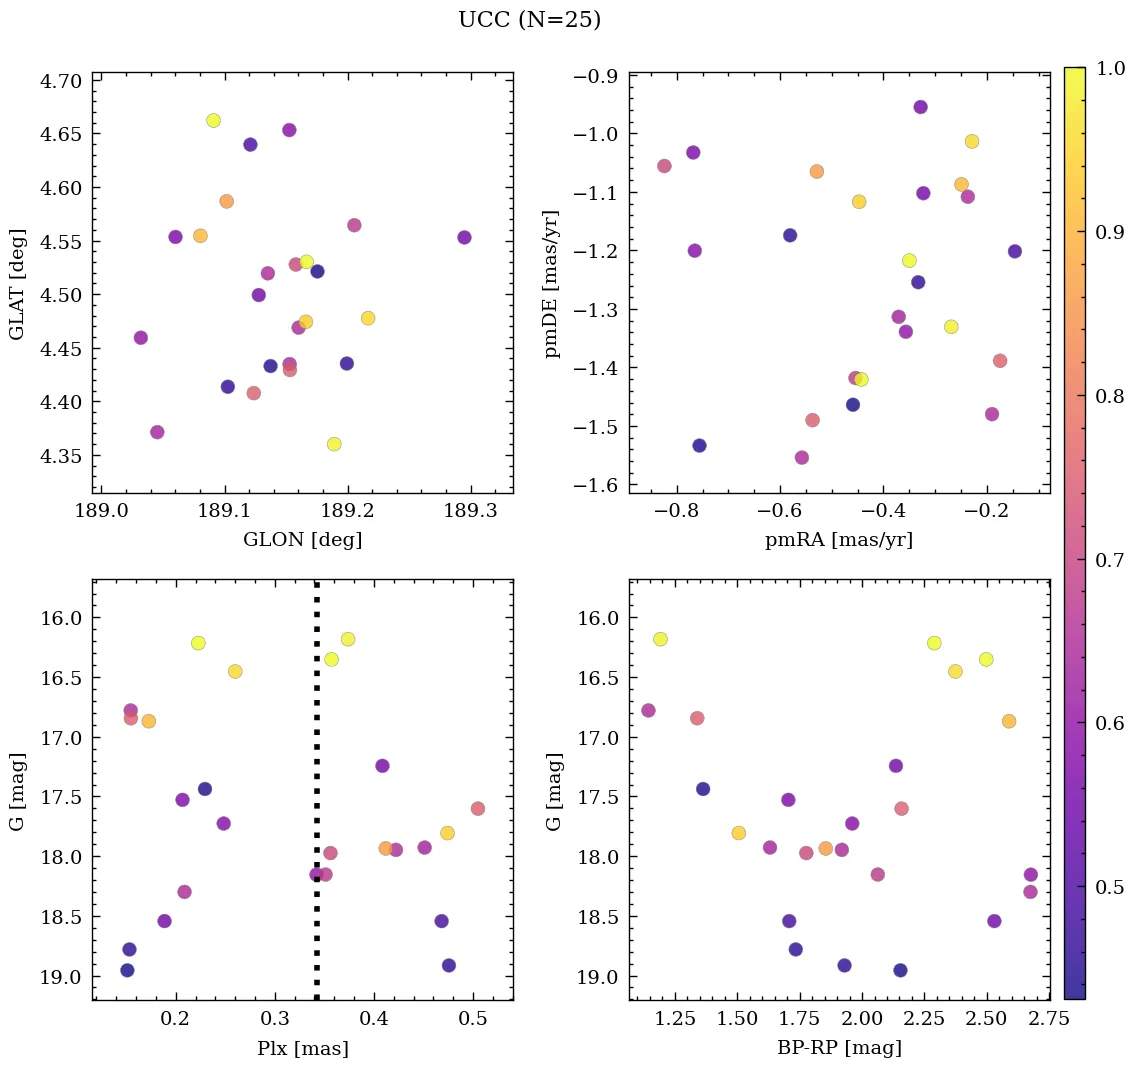 UCC (N=25)
4.70
4.65
4.60
4.55
4.50
4.45
4.40
4.35
GLAT [deg]
189.0 189.1 189.2 189.3
GLON [deg]
−0.9
−1.0
−1.1
−1.2
−1.3
−1.4
−1.5
−1.6
pmDE [mas/yr]
−0.8 −0.6 −0.4 −0.2
pmRA [mas/yr]
16.0
16.5
17.0
17.5
18.0
18.5
19.0
G [mag]
0.2 0.3 0.4 0.5
Plx [mas]
16.0
16.5
17.0
17.5
18.0
18.5
19.0
G [mag]
1.25 1.50 1.75 2.00 2.25 2.50 2.75
BP-RP [mag]
1.0
0.9
0.8
0.7
0.6
0.5